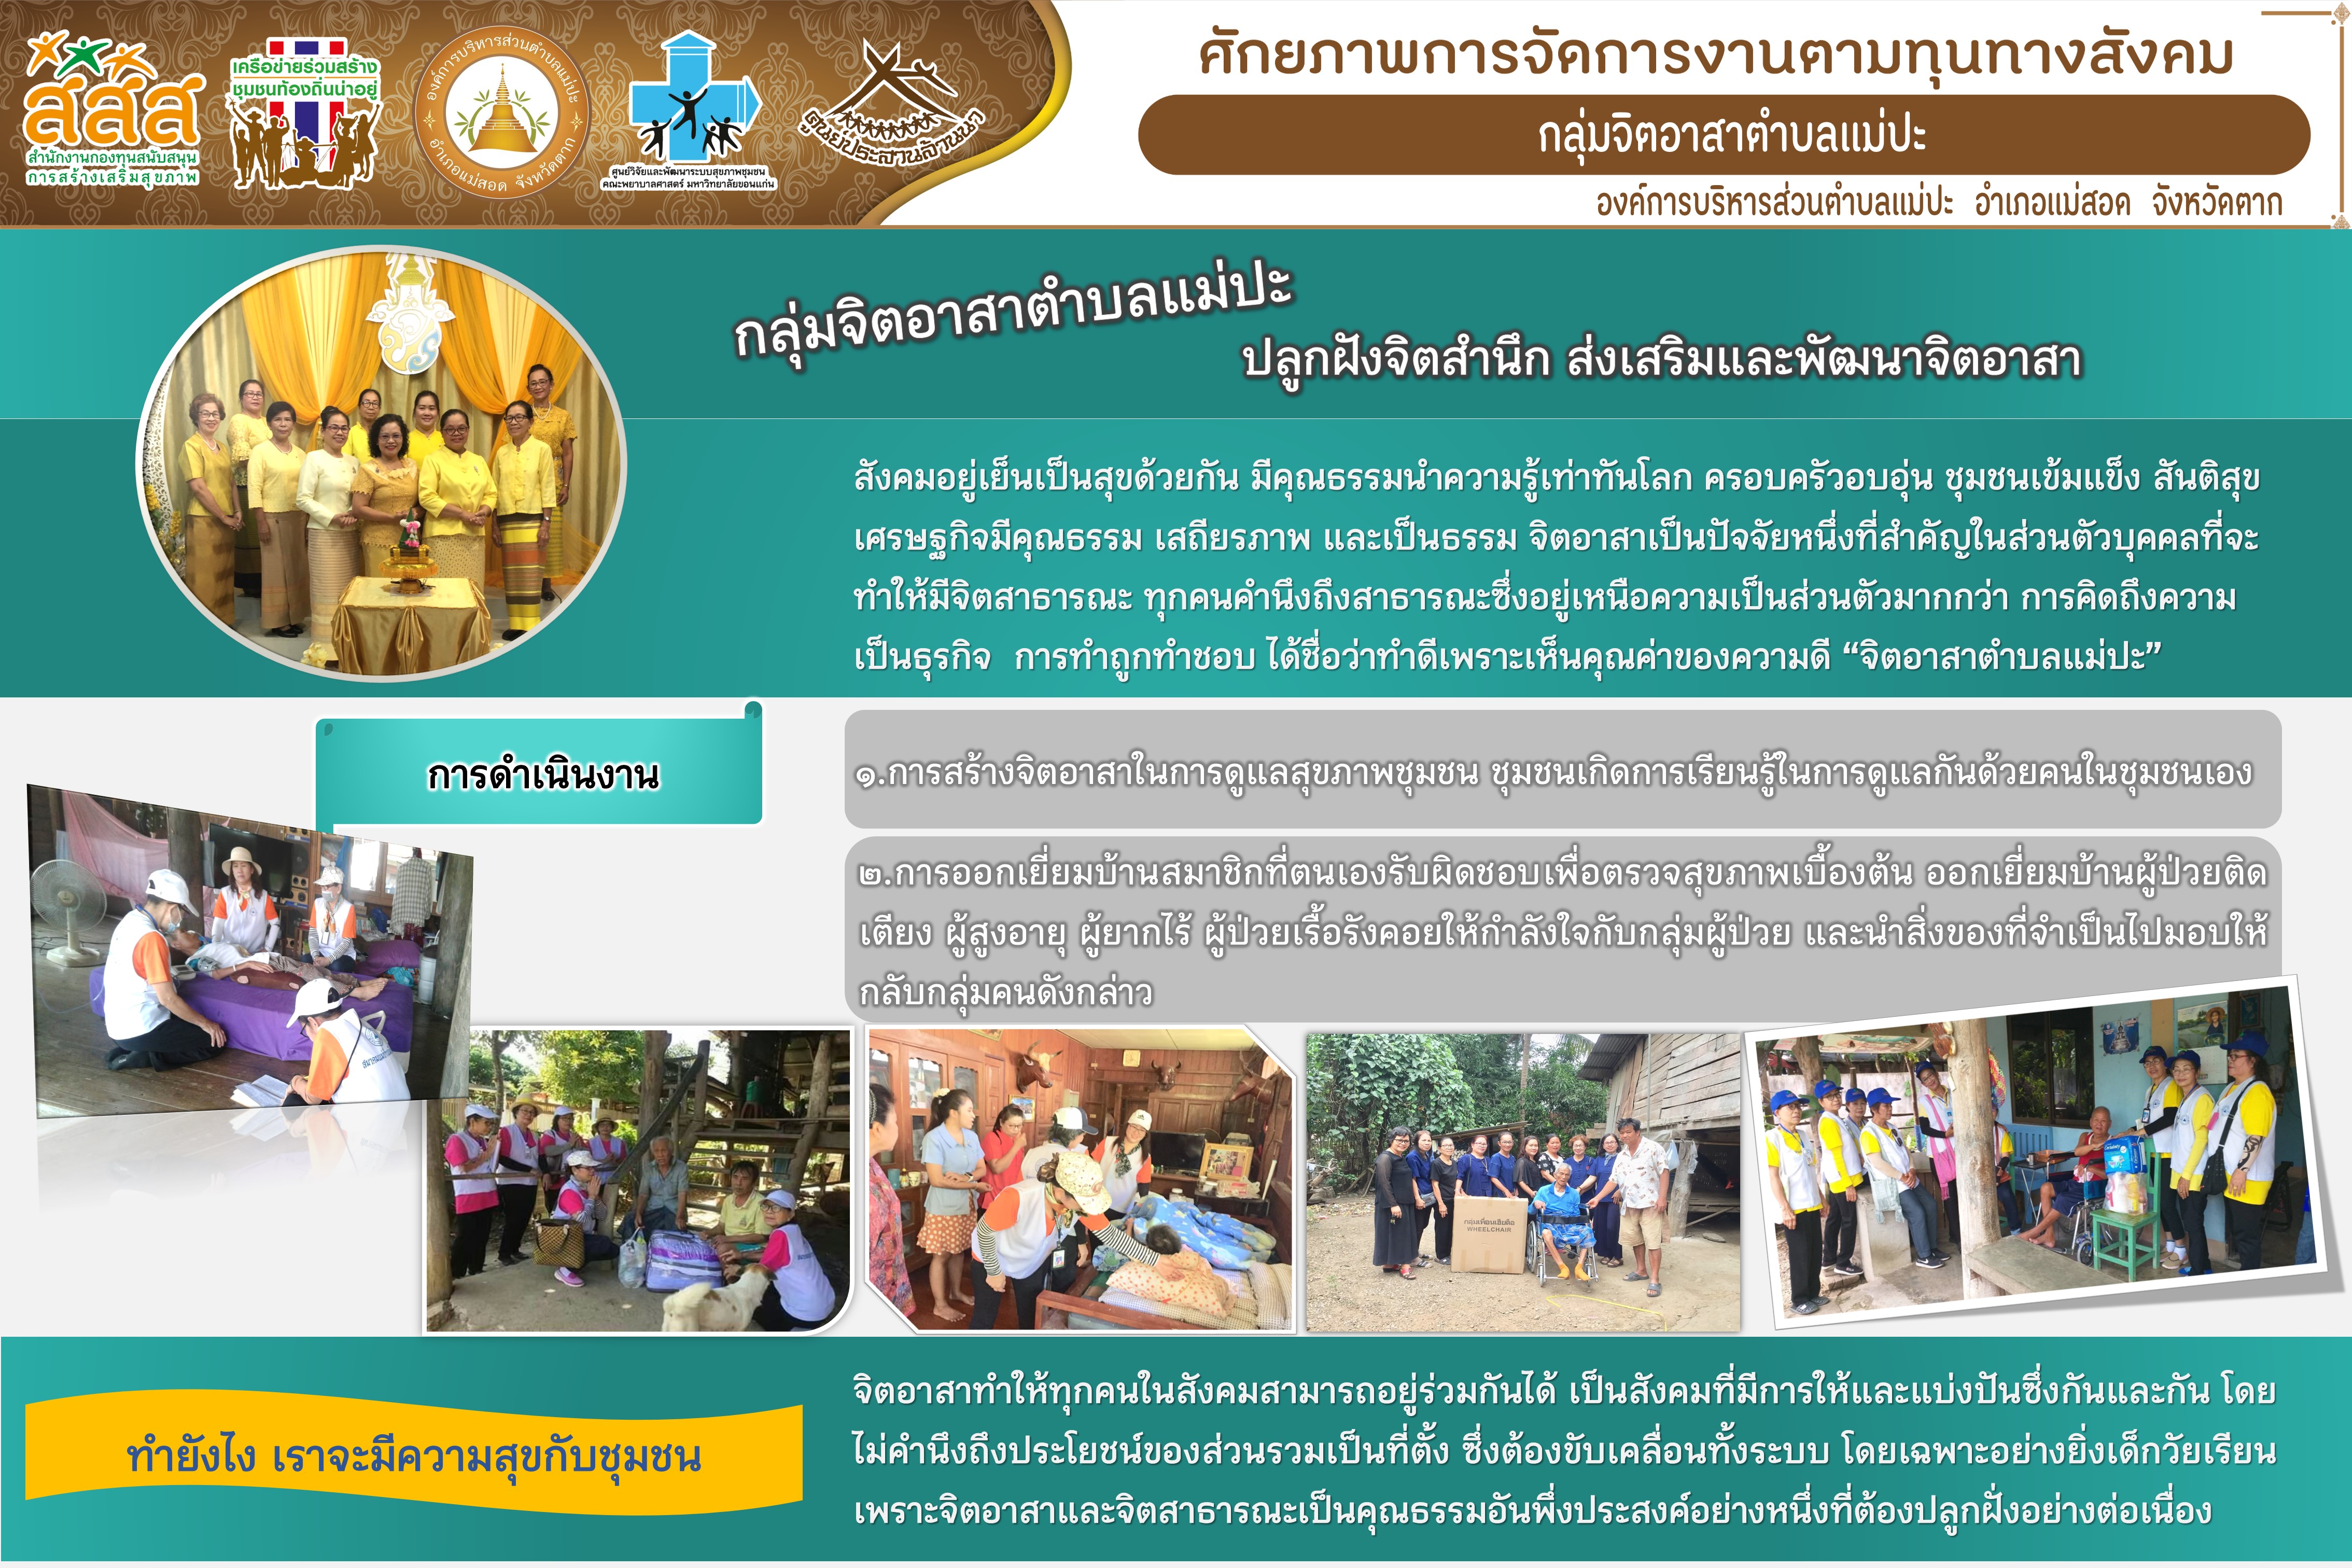 สสส
สำนักงานกองทุนสนับสนุน
การสร้างเสริมสุขภาพ
เครือข่ายร่วมสร้าง
ชุมชนท้องถิ่นน่าอยู่
องค์การบริหารส่วนตำบลแม่ปะ
อำเภอแม่สอด จังหวัดตาก
ศูนย์วิจัยและพัฒนาระบบสุขภาพชุมชน
คณะพยาบาลศาสตร์ มหาวิทยาลัยขอนแก่น
ศูนย์ประสานล้านนา
ศักยภาพการจัดการงานตามทุนทางสังคม
กลุ่มจิตอาสาตำบลแม่ปะ
องค์การบริหารส่วนตำบลแม่ปะ อำเภอแม่สอด จังหวัดตาก
กลุ่มจิตอาสาตำบลแม่ปะ
ปลูกฝังจิตสำนึก ส่งเสริมและพัฒนาจิตอาสา
สังคมอยู่เย็นเป็นสุขด้วยกัน มีคุณธรรมนำความรู้เท่าทันโลก ครอบครัวอบอุ่น ชุมชนเข้มแข็ง สันติสุข
เศรษฐกิจมีคุณธรรม เสถียรภาพ และเป็นธรรม จิตอาสาเป็นปัจจัยหนึ่งที่สำคัญในส่วนตัวบุคคลที่จะ
ทำให้มีจิตสาธารณะ ทุกคนคำนึงถึงสาธารณะซึ่งอยู่เหนือความเป็นส่วนตัวมากกว่า การคิดถึงความ
เป็นธุรกิจ การทำถูกทำชอบ ได้ชื่อว่าทำดีเพราะเห็นคุณค่าของความดี “จิตอาสาตำบลแม่ปะ”
การดำเนินงาน
๑.การสร้างจิตอาสาในการดูแลสุขภาพชุมชน ชุมชนเกิดการเรียนรู้ในการดูแลกันด้วยคนในชุมชนเอง
๒.การออกเยี่ยมบ้านสมาชิกที่ตนเองรับผิดชอบเพื่อตรวจสุขภาพเบื้องต้น ออกเยี่ยมบ้านผู้ป่วยติด
เตียง ผู้สูงอายุ ผู้ยากไร้ ผู้ป่วยเรื้อรังคอยให้กำลังใจกับกลุ่มผู้ป่วย และนำสิ่งของที่จำเป็นไปมอบให้
กลับกลุ่มคนดังกล่าว
WHEELCHAIR
ทำยังไง เราจะมีความสุขกับชุมชน
จิตอาสาทำให้ทุกคนในสังคมสามารถอยู่ร่วมกันได้ เป็นสังคมที่มีการให้และแบ่งปันซึ่งกันและกัน โดย
ไม่คำนึงถึงประโยชน์ของส่วนรวมเป็นที่ตั้ง ซึ่งต้องขับเคลื่อนทั้งระบบ โดยเฉพาะอย่างยิ่งเด็กวัยเรียน
เพราะจิตอาสาและจิตสาธารณะเป็นคุณธรรมอันพึ่งประสงค์อย่างหนึ่งที่ต้องปลูกฝั่งอย่างต่อเนื่อง